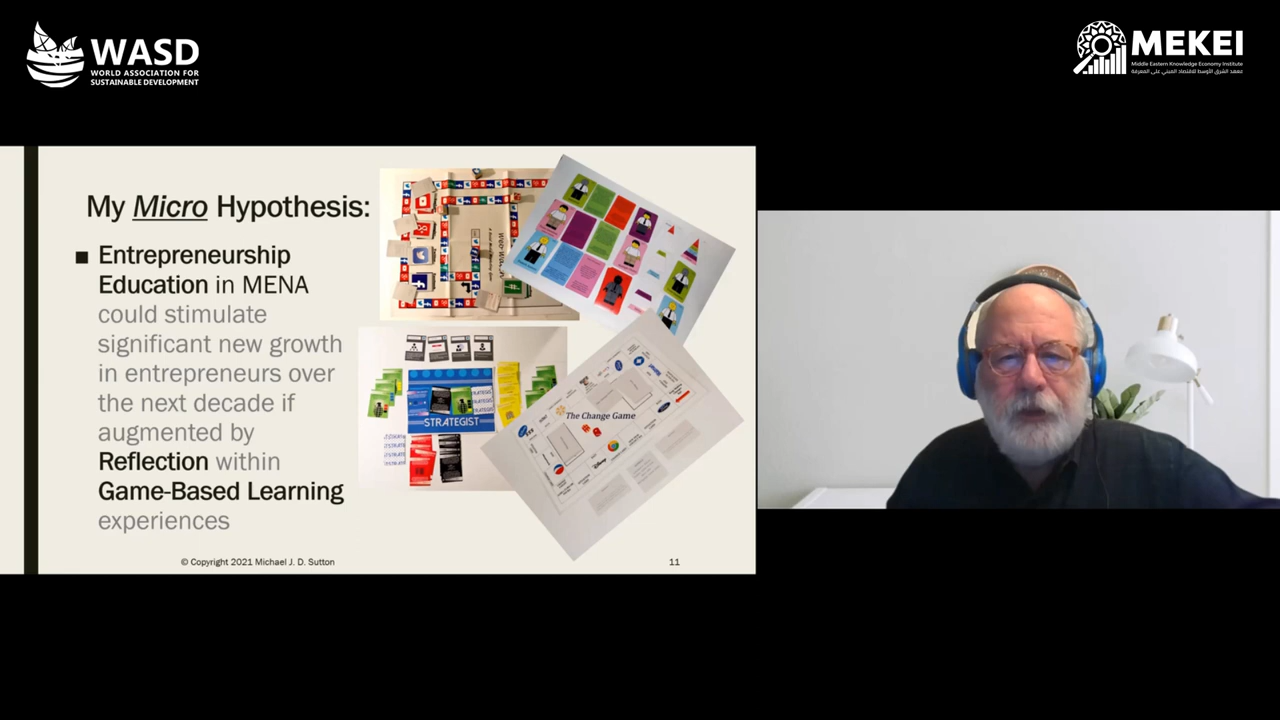 WASD
WORLD ASSOCIATION FOR
SUSTAINABLE DEVELOPMENT
MEKEI
Middle Eastern Knowledge Economy Institute
معهد الشرق الأوسط للاقتصاد المبني على المعرفة
My Micro Hypothesis:
■ Entrepreneurship
Education in MENA
could stimulate
significant new growth
in entrepreneurs over
the next decade if
augmented by
Reflection within
Game-Based Learning
experiences
STRATEGIST
The Change Game
© Copyright 2021 Michael J. D. Sutton
11